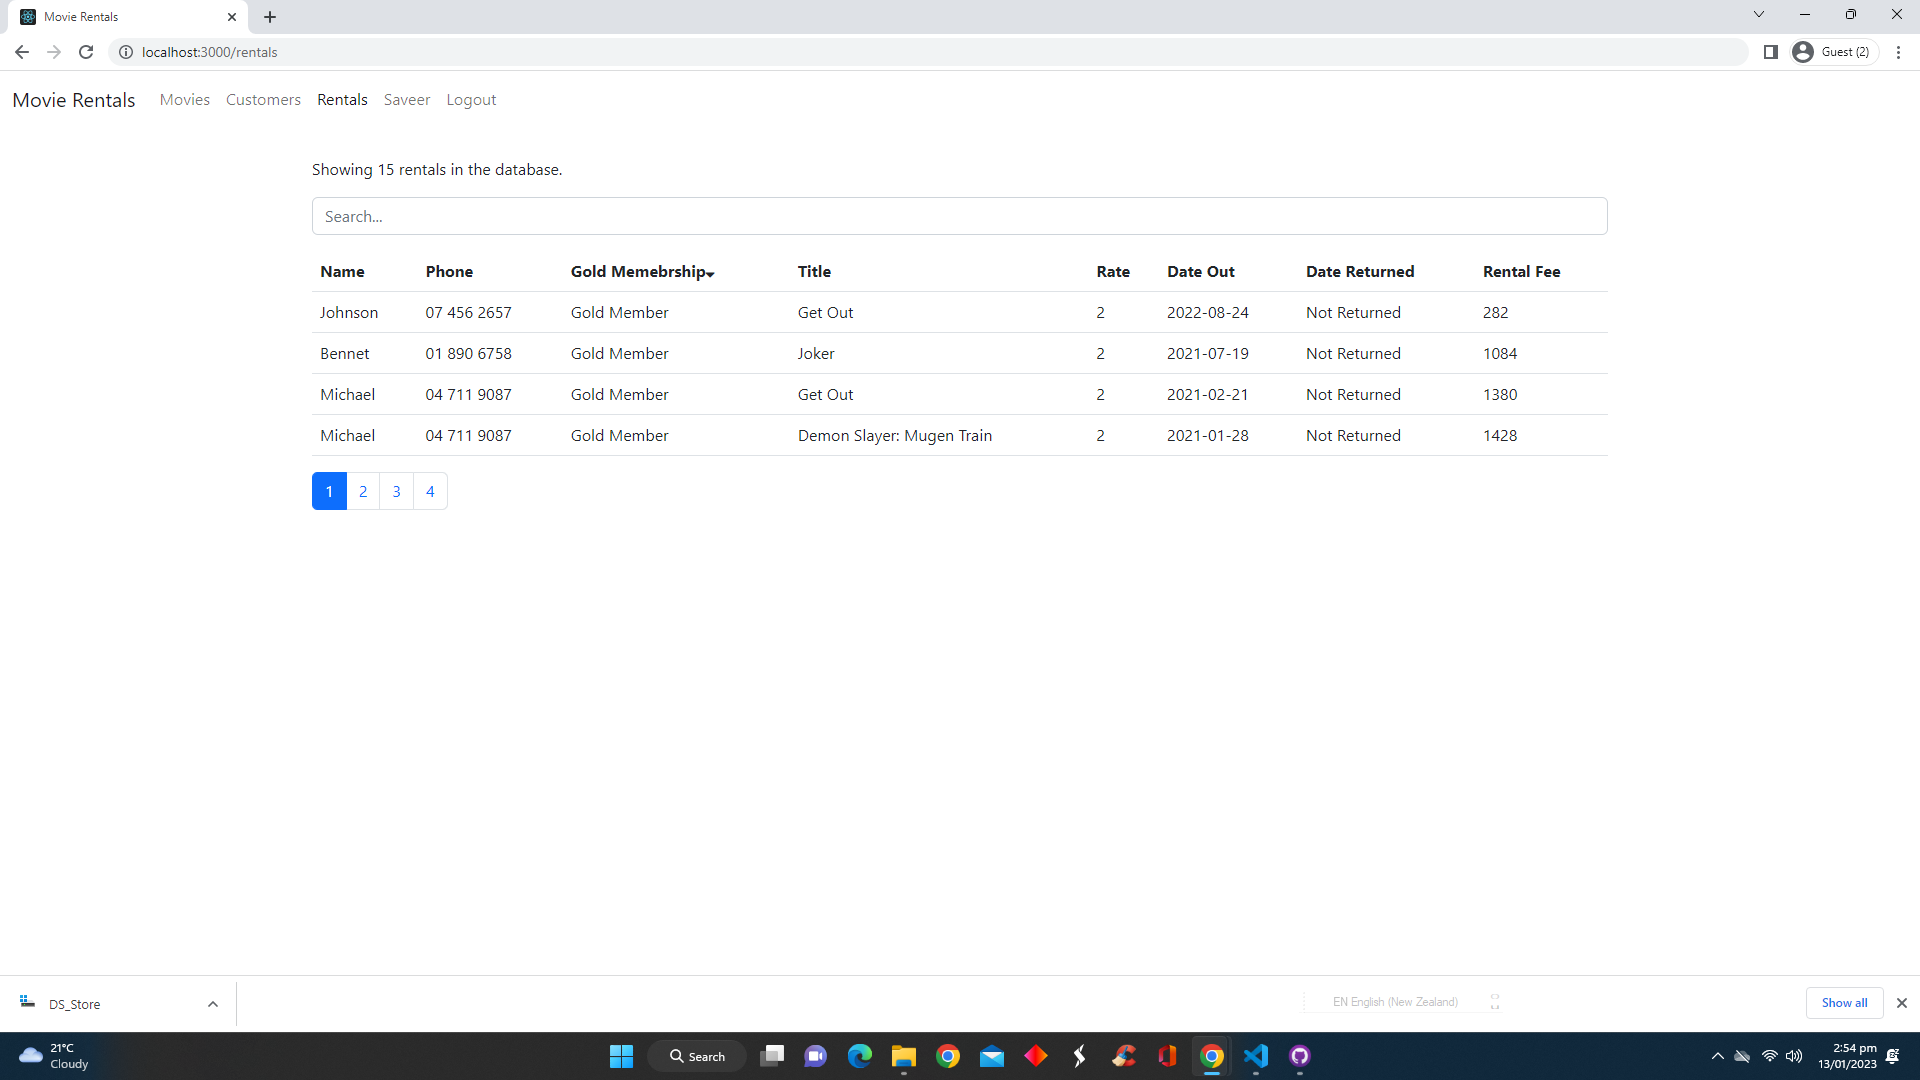 Movie Rentals
localhost:3000/rentals
Guest (2)
Movie Rentals Movies Customers Rentals Saveer Logout
Showing 15 rentals in the database.
Search...
Name Phone Gold Memebrship Title Rate Date Out Date Returned Rental Fee
Johnson 07 456 2657 Gold Member Get Out 2 2022-08-24 Not Returned 282
Bennet 01 890 6758 Gold Member Joker 2 2021-07-19 Not Returned 1084
Michael 04 711 9087 Gold Member Get Out 2 2021-02-21 Not Returned 1380
Michael 04 711 9087 Gold Member Demon Slayer: Mugen Train 2 2021-01-28 Not Returned 1428
1 2 3 4
DS_Store
EN English (New Zealand)
Show all
21°C
Cloudy
Search
2:54 pm
13/01/2023